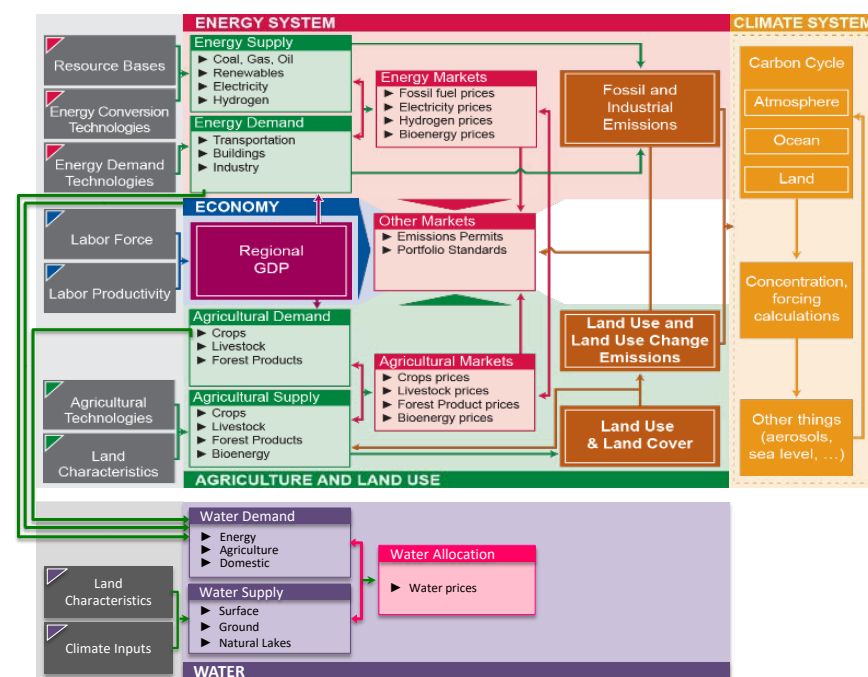 ENERGY SYSTEM
CLIMATE SYSTEM
Resource Bases
Energy Conversion
Technologies
Energy Demand
Technologies
Energy Supply
► Coal, Gas, Oil
► Renewables
► Electricity
► Hydrogen
Energy Demand
► Transportation
► Buildings
► Industry
Energy Markets
► Fossil fuel prices
► Electricity prices
► Hydrogen prices
► Bioenergy prices
Fossil and
Industrial
Emissions
Carbon Cycle
Atmosphere
Ocean
Land
ECONOMY
Labor Force
Labor Productivity
Regional
GDP
Other Markets
► Emissions Permits
► Portfolio Standards
Concentration,
forcing
calculations
Agricultural Demand
► Crops
► Livestock
► Forest Products
Agricultural Supply
► Crops
► Livestock
► Forest Products
► Bioenergy
Agricultural Markets
► Crops prices
► Livestock prices
► Forest Product prices
► Bioenergy prices
Land Use and
Land Use Change
Emissions
Land Use
& Land Cover
Other things
(aerosols,
sea level, …)
Agricultural
Technologies
Land
Characteristics
AGRICULTURE AND LAND USE
Water Demand
► Energy
► Agriculture
► Domestic
Water Supply
► Surface
► Ground
► Natural Lakes
Water Allocation
► Water prices
Land
Characteristics
Climate Inputs
WATER